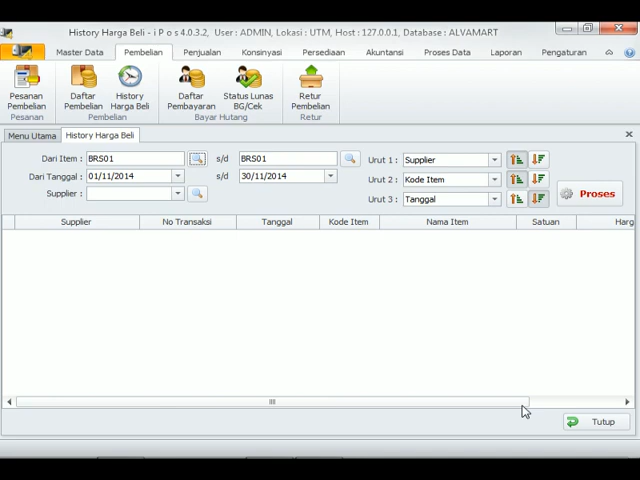 History Harga Beli - i P o s 4.0.3.2, User : ADMIN, Lokasi : UTM, Host : 127.0.0.1, Database : ALVAMART
Master Data Pembelian Penjualan Konsinyasi Persediaan Akuntansi Proses Data Laporan Pengaturan
Pesanan Pembelian
Daftar Pembelian
History Harga Beli
Daftar Pembayaran
Status Lunas BG/Cek
Retur Pembelian
Pesanan Pembelian Bayar Hutang Retur
Menu Utama History Harga Beli
Dari Item : BRS01 s/d BRS01 Urut 1 : Supplier
Dari Tanggal : 01/11/2014 s/d 30/11/2014 Urut 2 : Kode Item
Supplier : Urut 3 : Tanggal
Proses
Supplier No Transaksi Tanggal Kode Item Nama Item Satuan Harg
Tutup